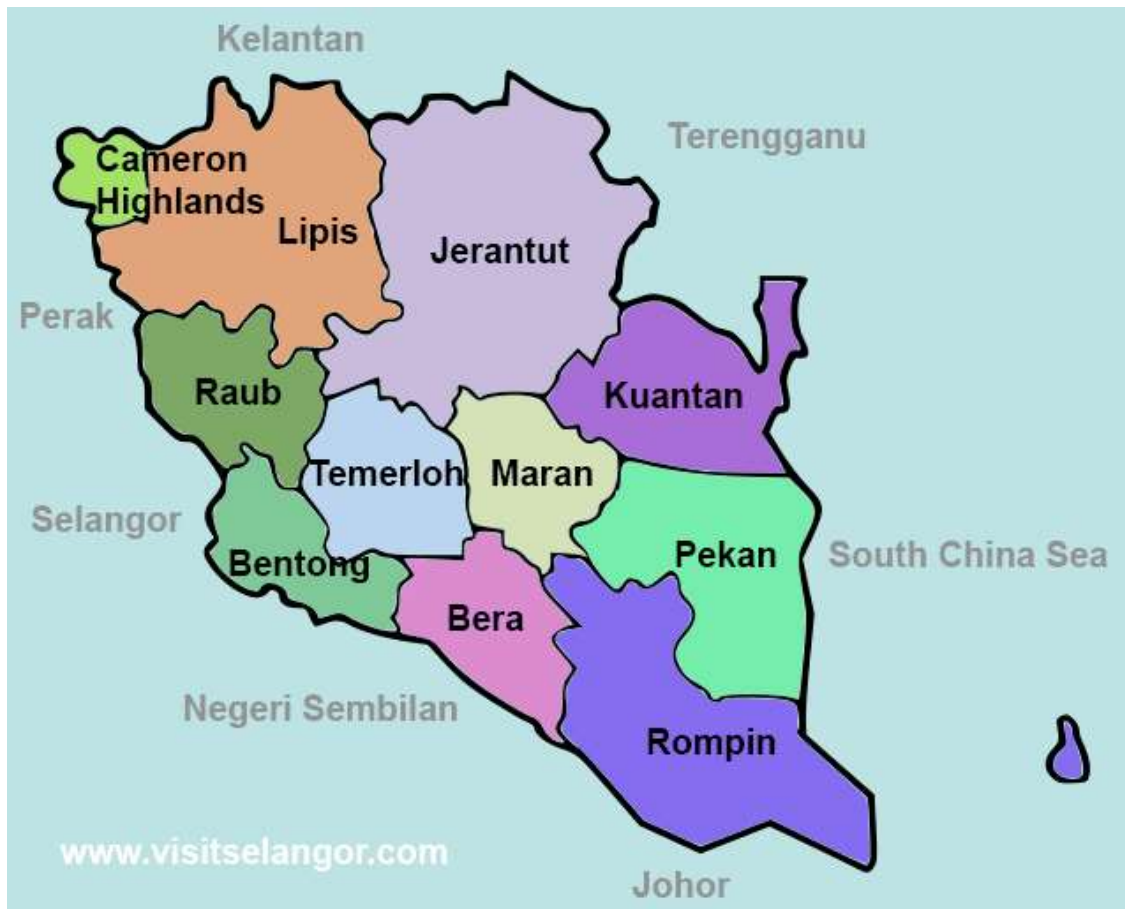 Kelantan
Terengganu
Cameron
Highlands
Lipis
Jerantut
Perak
Raub
Kuantan
Temerloh
Maran
Selangor
Bentong
Pekan
South China Sea
Bera
Negeri Sembilan
Rompin
www.visitselangor.com
Johor